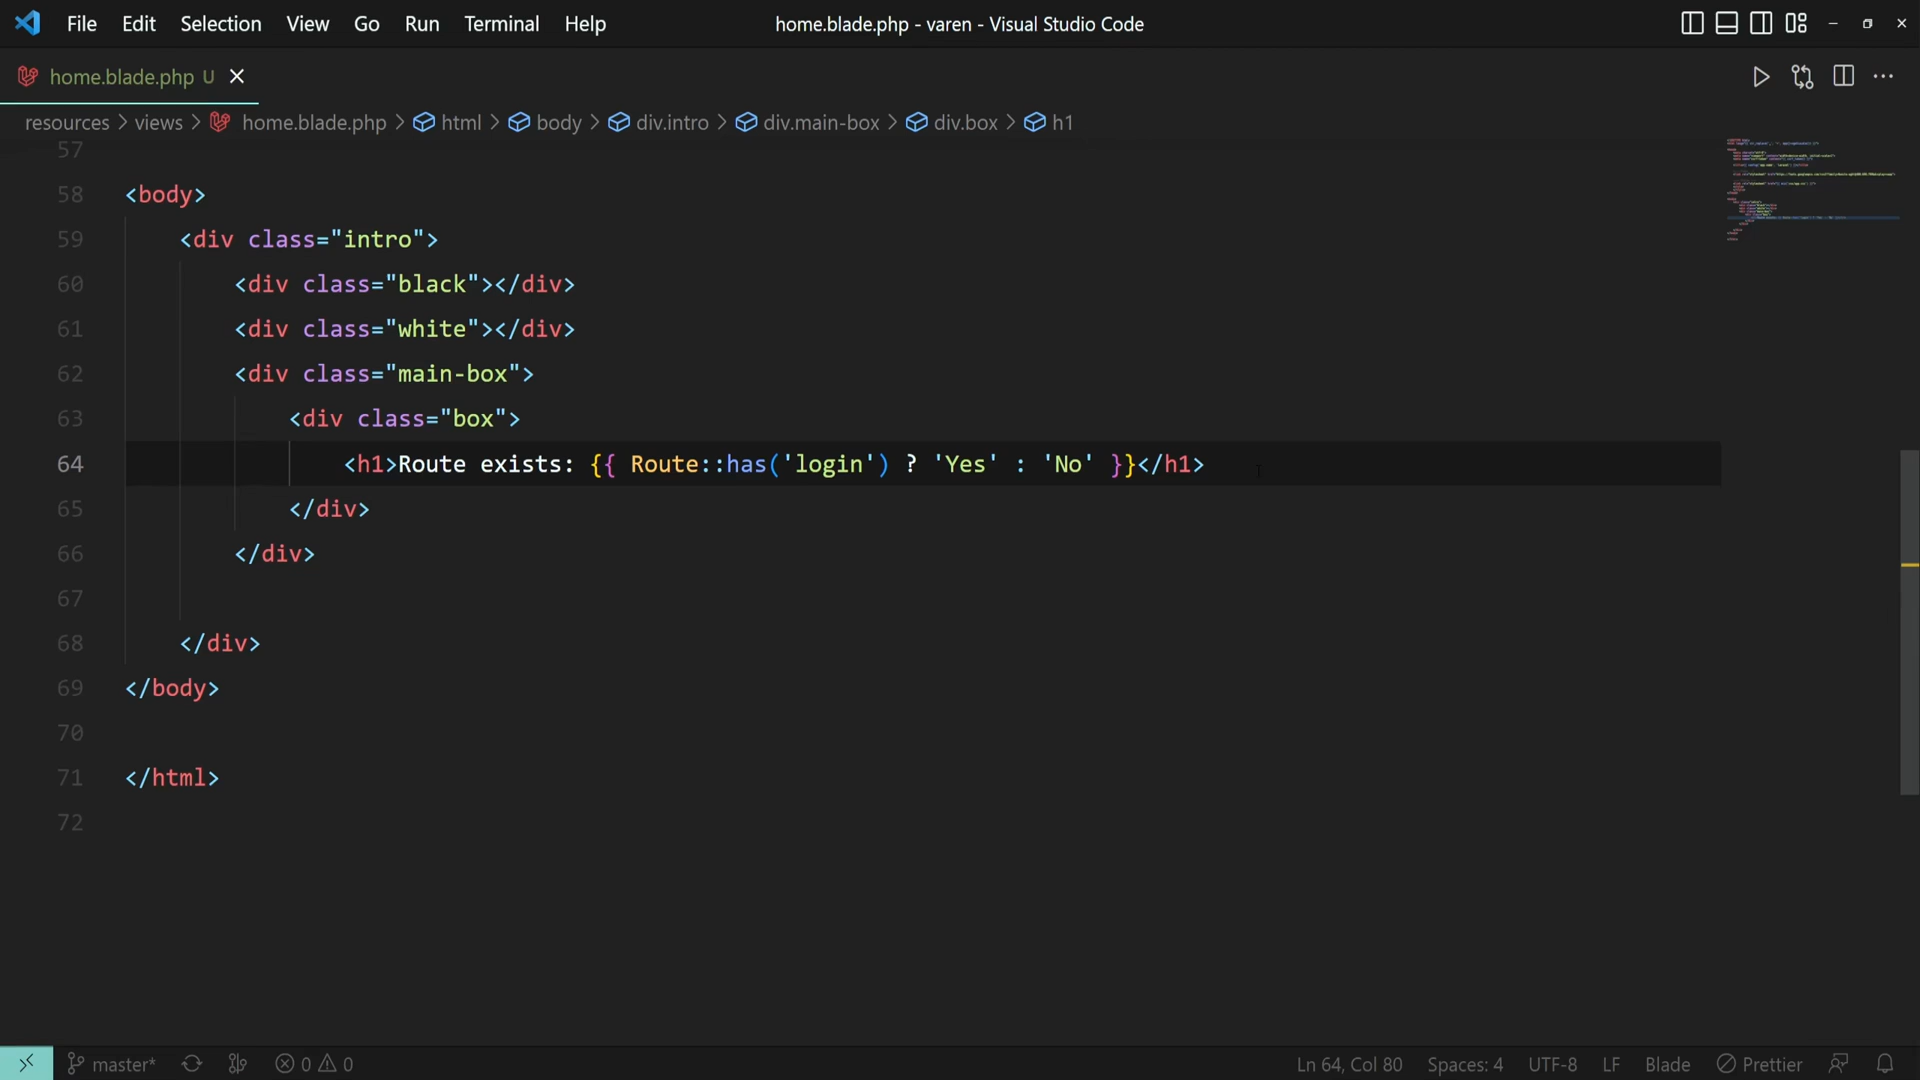 File Edit Selection View Go Run Terminal Help home.blade.php - varen - Visual Studio Code
home.blade.php U
resources > views > home.blade.php > html > body > div.intro > div.main-box > div.box > h1
57
58 <body>
59 <div class="intro">
60 <div class="black"></div>
61 <div class="white"></div>
62 <div class="main-box">
63 <div class="box">
64 <h1>Route exists: {{ Route::has('login') ? 'Yes' : 'No' }}</h1>
65 </div>
66 </div>
67
68 </div>
69 </body>
70
71 </html>
72
master* 0 0 Ln 64, Col 80 Spaces: 4 UTF-8 LF Blade Prettier